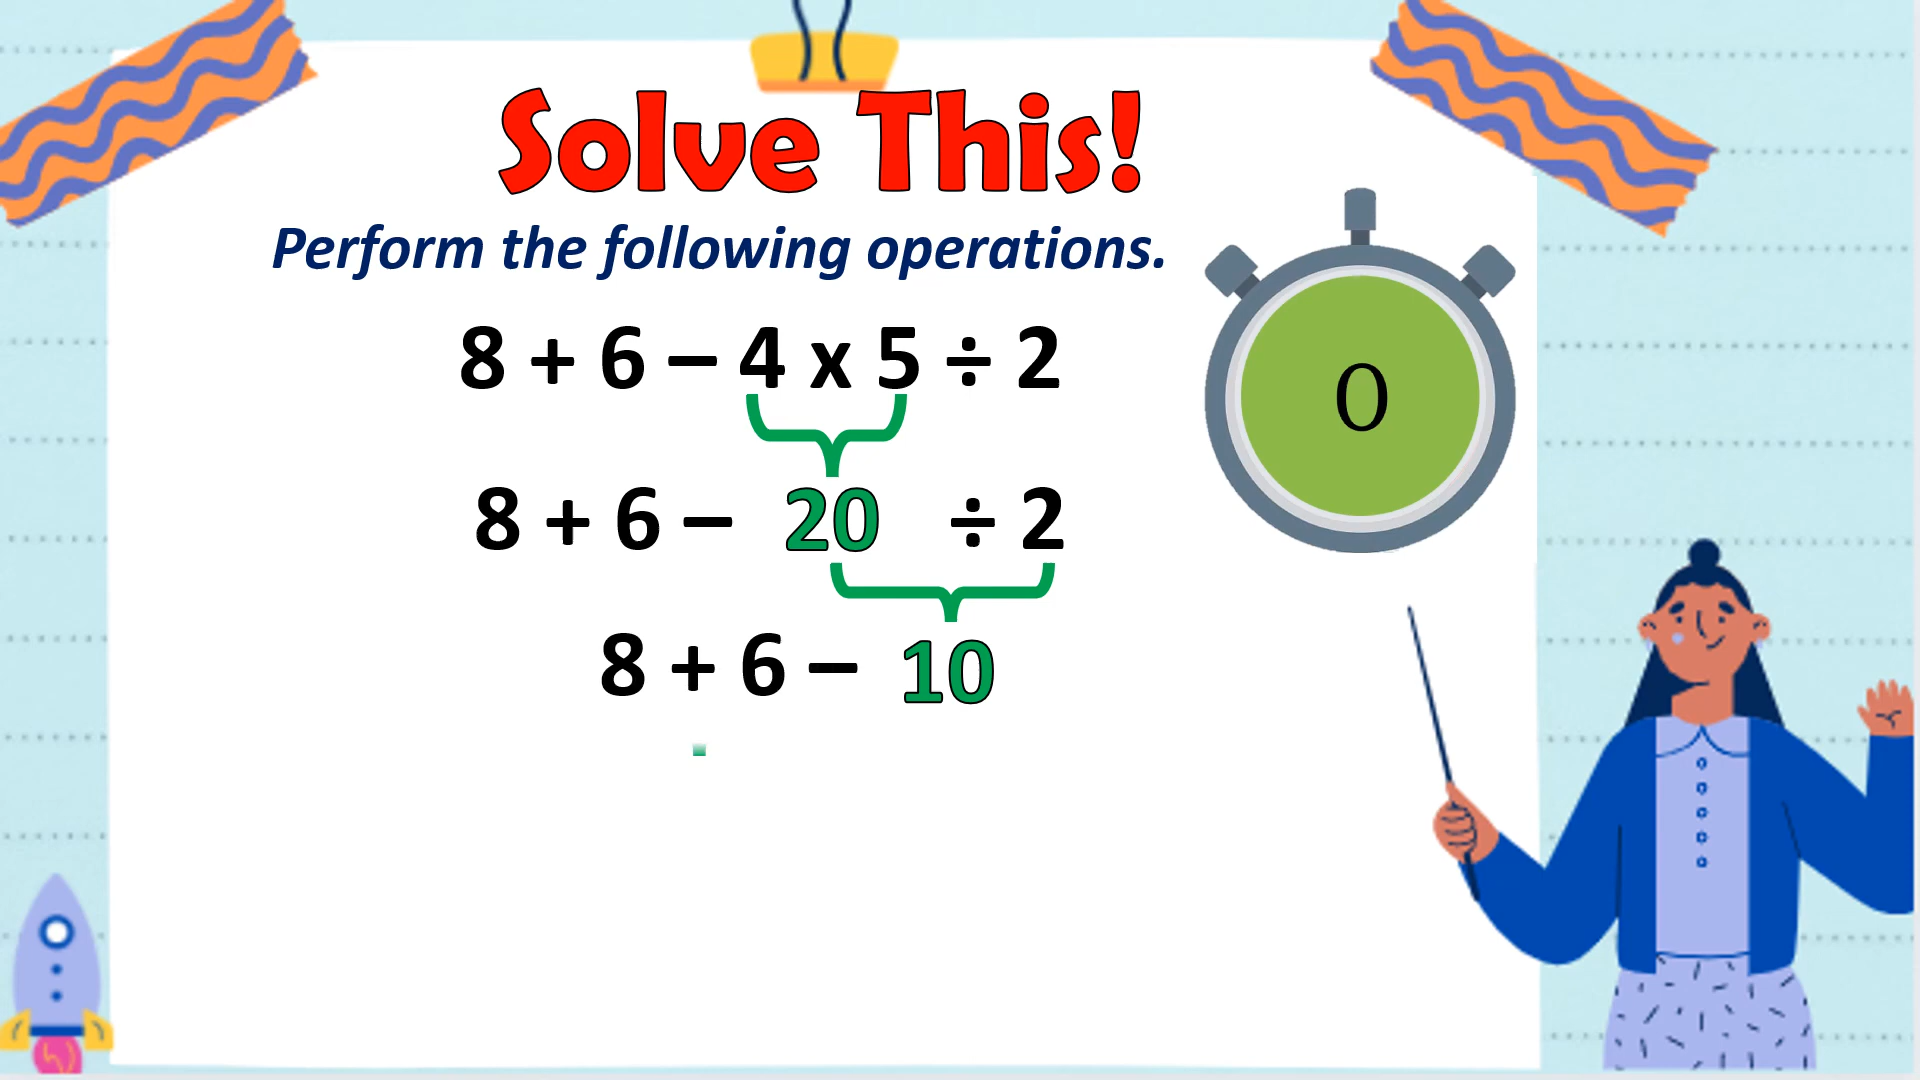 Solve This!
Perform the following operations.
8 + 6 – 4 x 5 ÷ 2
0
8 + 6 – 20 ÷ 2
8 + 6 – 10